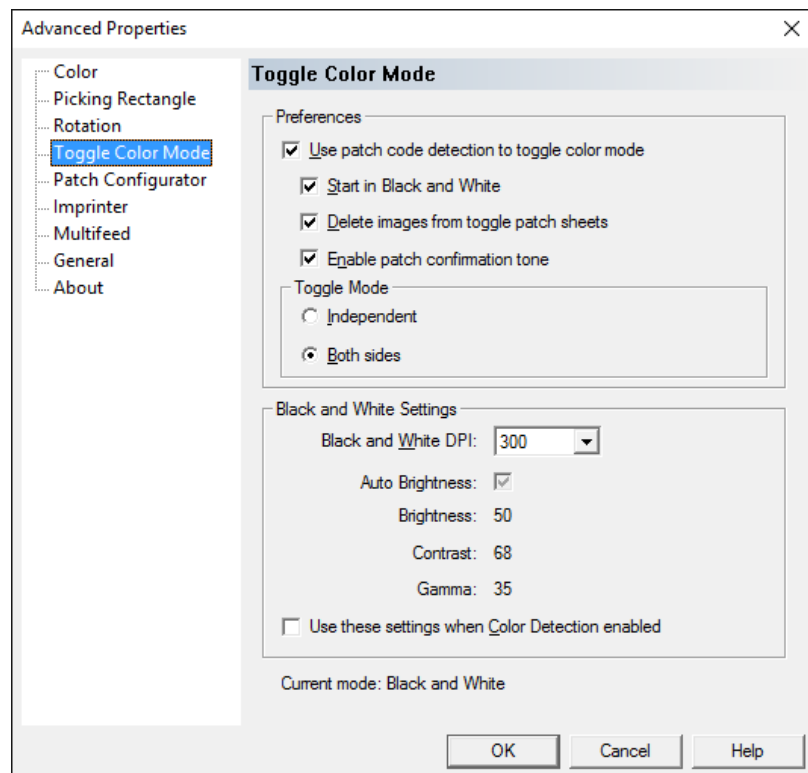 Advanced Properties
Color
Picking Rectangle
Rotation
Toggle Color Mode
Patch Configurator
Imprinter
Multifeed
General
About
Toggle Color Mode
Preferences
Use patch code detection to toggle color mode
Start in Black and White
Delete images from toggle patch sheets
Enable patch confirmation tone
Toggle Mode
Independent
Both sides
Black and White Settings
Black and White DPI: 300
Auto Brightness:
Brightness: 50
Contrast: 68
Gamma: 35
Use these settings when Color Detection enabled
Current mode: Black and White
OK Cancel Help